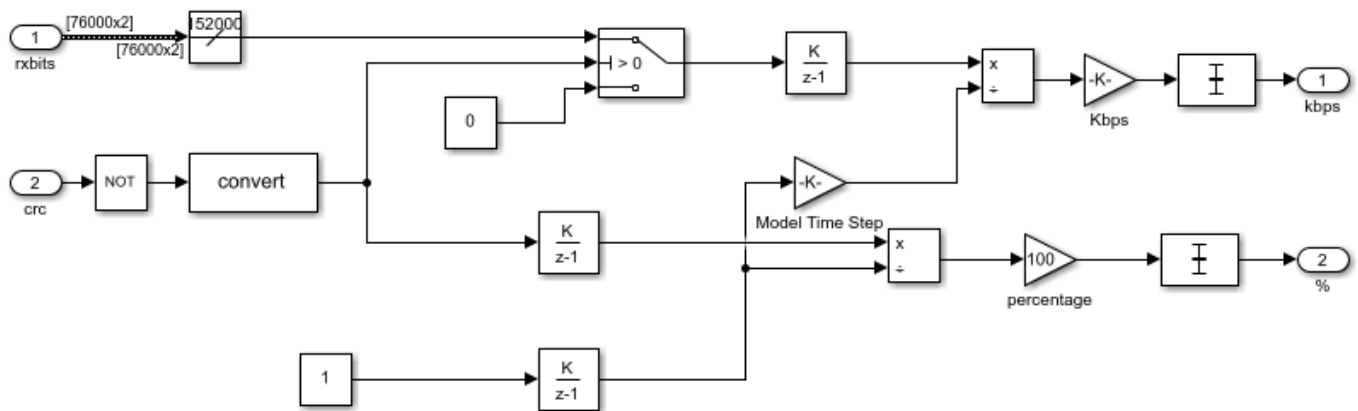 [76000x2]
[76000x2]
1
rxbits
152000
> 0
K
z-1
x
÷
-K-
Kbps
1
kbps
0
2
crc
NOT
convert
-K-
Model Time Step
K
z-1
x
÷
100
percentage
2
%
1
K
z-1